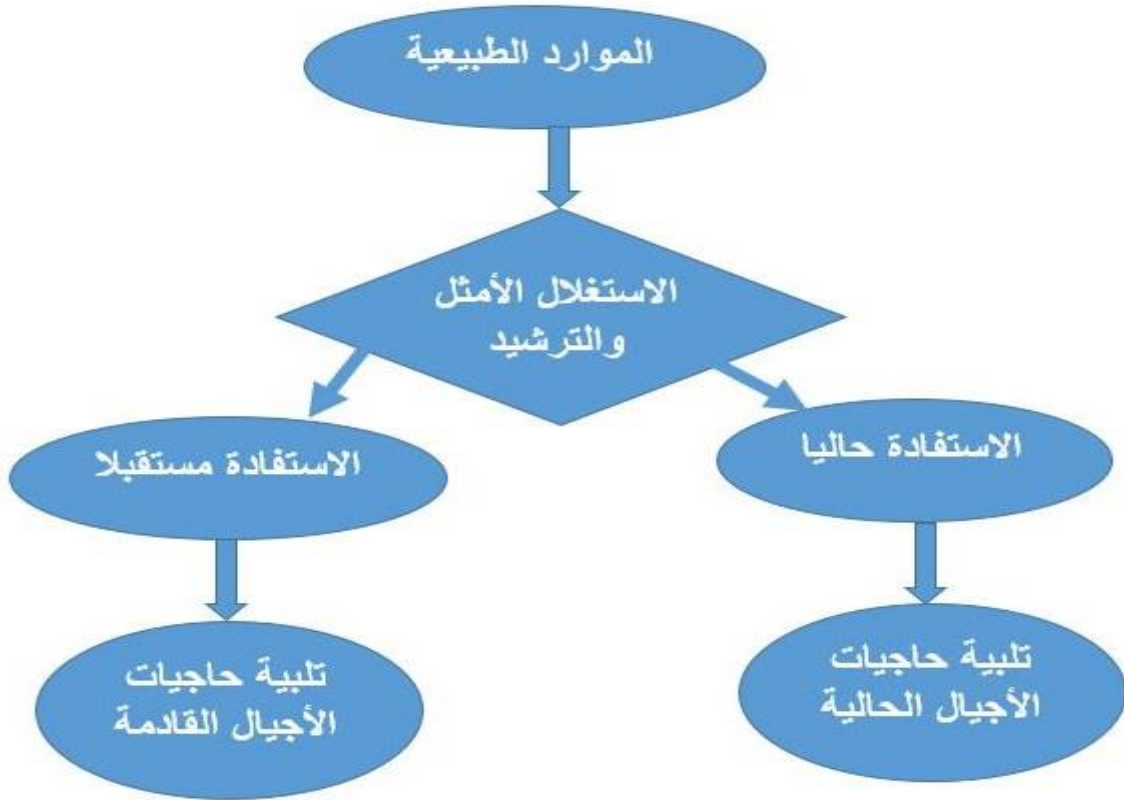 الموارد الطبيعية
الاستغلال الأمثل
والترشيد
الاستفادة حاليا
الاستفادة مستقبلا
تلبية حاجيات
الأجيال الحالية
تلبية حاجيات
الأجيال القادمة